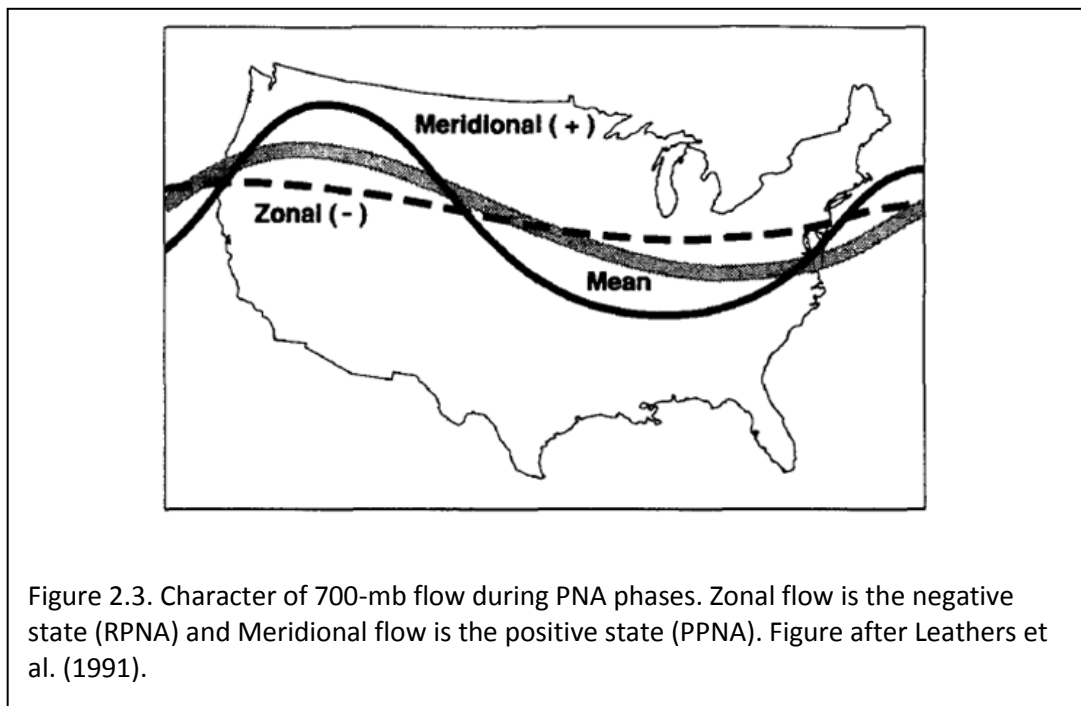 Meridional (+)
Zonal (-)
Mean
Figure 2.3. Character of 700-mb flow during PNA phases. Zonal flow is the negative
state (RPNA) and Meridional flow is the positive state (PPNA). Figure after Leathers et
al. (1991).